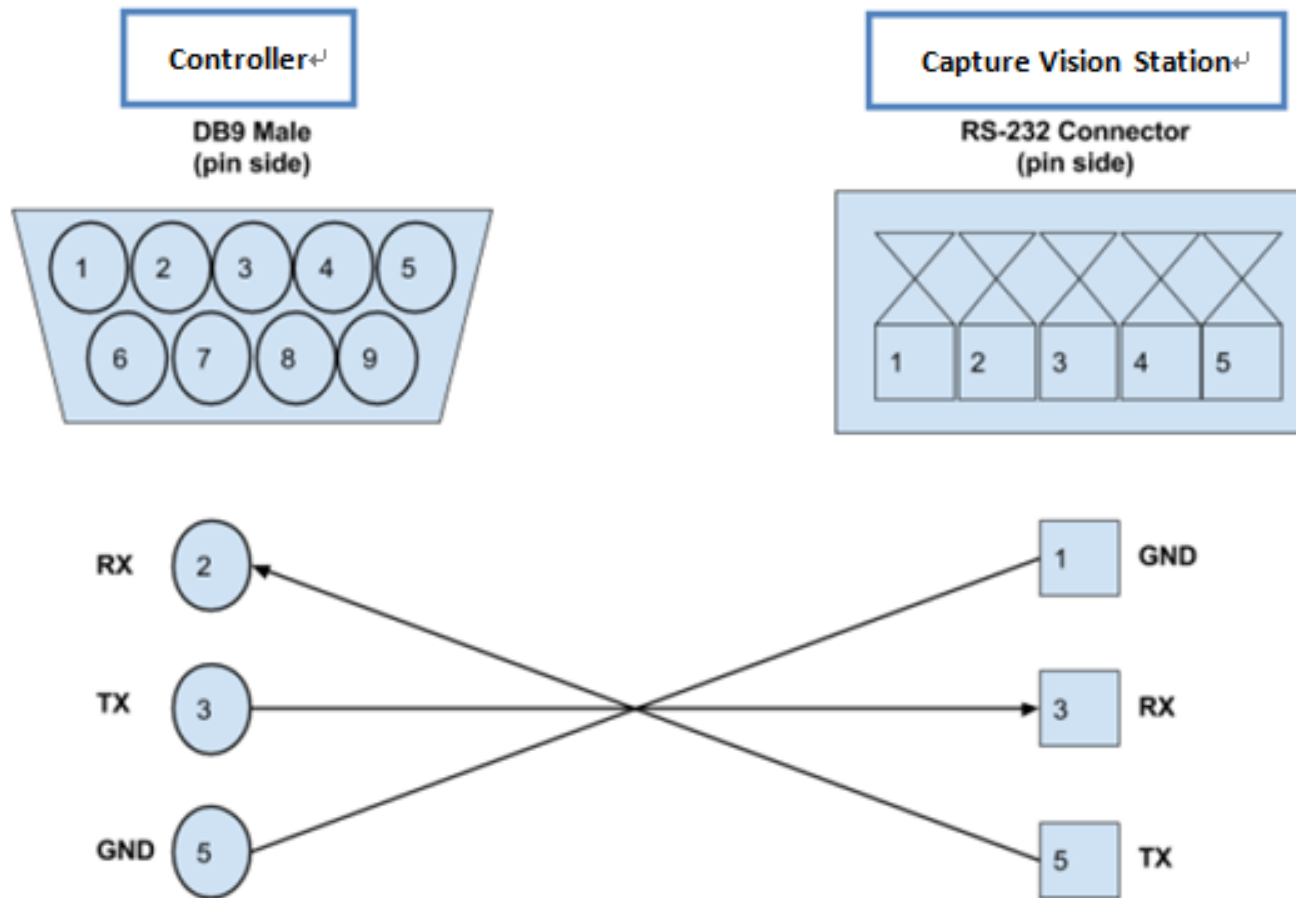 Controller↵
Capture Vision Station↵
DB9 Male
(pin side)
RS-232 Connector
(pin side)
1 2 3 4 5
6 7 8 9
1 2 3 4 5
RX 2
1 GND
TX 3
3 RX
GND 5
5 TX